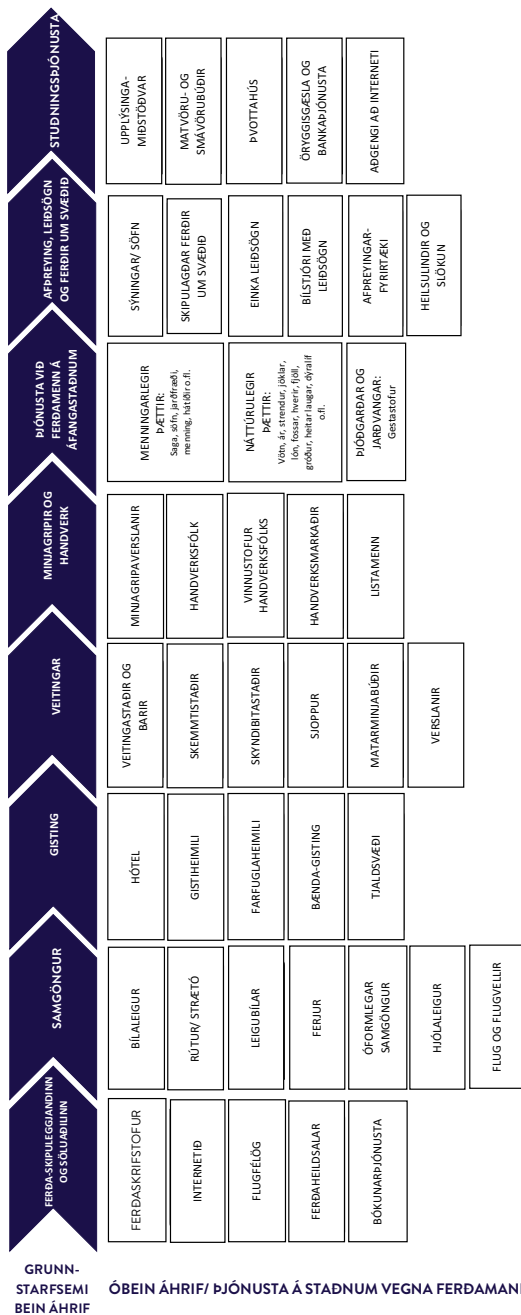 FERÐA-SKIPULEGGJANDINN
OG SÖLUAÐILINN
SAMGÖNGUR
GISTING
VEITINGAR
MINJAGRIPIR OG
HANDVERK
ÞJÓNUSTA VIÐ
FERÐAMENN Á
ÁFANGASTAÐNUM
AFÞREYING, LEIÐSÖGN
OG FERÐIR UM SVÆÐIÐ
STUÐNINGSÞJÓNUSTA
FERÐASKRIFSTOFUR
INTERNETIÐ
FLUGFÉLÖG
FERÐAHEILDSALAR
BÓKUNARÞJÓNUSTA
BÍLALEIGUR
RÚTUR/ STRÆTÓ
LEIGUBÍLAR
FERJUR
ÓFORMLEGAR
SAMGÖNGUR
HJÓLALEIGUR
FLUG OG FLUGVELLIR
HÓTEL
GISTIHEIMILI
FARFUGLAHEIMILI
BÆNDA-GISTING
TJALDSVÆÐI
VEITINGASTAÐIR OG
BARIR
SKEMMTISTAÐIR
SKYNDIBITASTAÐIR
SJOPPUR
MATARMINJABÚÐIR
VERSLANIR
MINJAGRIPAVERSLANIR
HANDVERKSFÓLK
VINNUSTOFUR
HANDVERKSFÓLKS
HANDVERKSMARKAÐIR
LISTAMENN
MENNINGARLEGIR
ÞÆTTIR:
Saga, söfn, jarðfræði,
menning, hátíðir o.fl.
NÁTTÚRULEGIR
ÞÆTTIR:
Vötn, ár, strendur, jöklar,
lón, fossar, hverir, fjöll,
gróður, heitar laugar, dýralíf
o.fl.
ÞJÓÐGARÐAR OG
JARÐVANGAR:
Gestastofur
SÝNINGAR/ SÖFN
SKIPULAGÐAR FERÐIR
UM SVÆÐIÐ
EINKA LEIÐSÖGN
BÍLSTJÓRI MEÐ
LEIÐSÖGN
AFÞREYINGAR-
FYRIRTÆKI
HEILSULINDIR OG
SLÖKUN
UPPLÝSINGA-
MIÐSTÖÐVAR
MATVÖRU- OG
SMÁVÖRUBÚÐIR
ÞVOTTAHÚS
ÖRYGGISGÆSLA OG
BANKAÞJÓNUSTA
AÐGENGI AÐ INTERNETI
GRUNN-
STARFSEMI
BEIN ÁHRIF
ÓBEIN ÁHRIF/ ÞJÓNUSTA Á STAÐNUM VEGNA FERÐAMAN